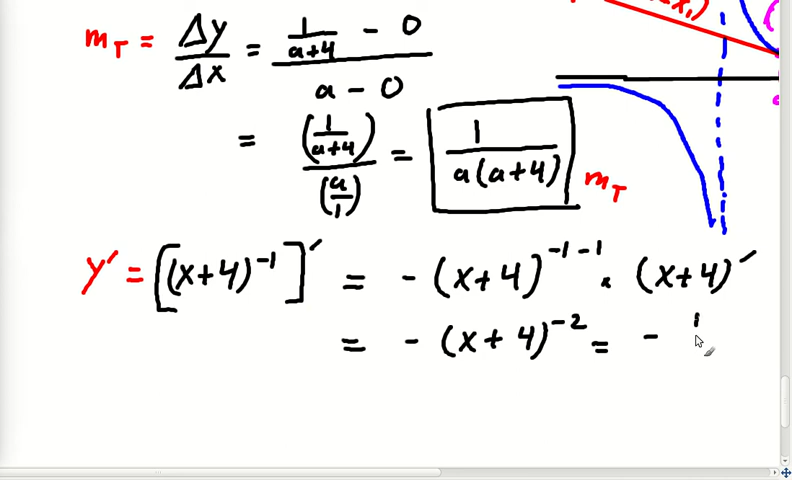 x₁)
m_T = Δy/Δx = (1/(a+4) - 0)/(a - 0)
= (1/(a+4))/(a/1) = 1/(a(a+4)) m_T
y′ = [(x+4)^-1]′ = -(x+4)^-1-1 · (x+4)′
= -(x+4)^-2 = - 1